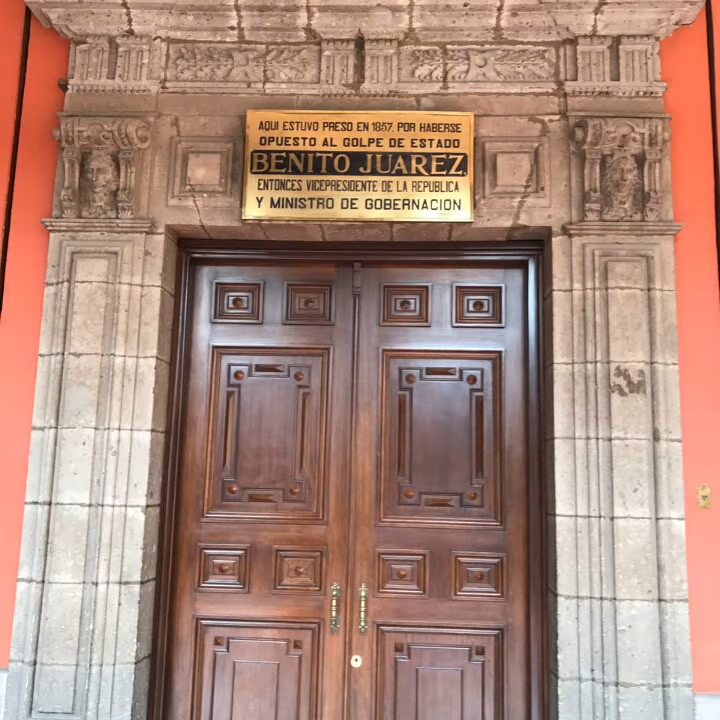 AQUI ESTUVO PRESO EN 1857, POR HABERSE
OPUESTO AL GOLPE DE ESTADO
BENITO JUAREZ,
ENTONCES VICEPRESIDENTE DE LA REPUBLICA
Y MINISTRO DE GOBERNACION